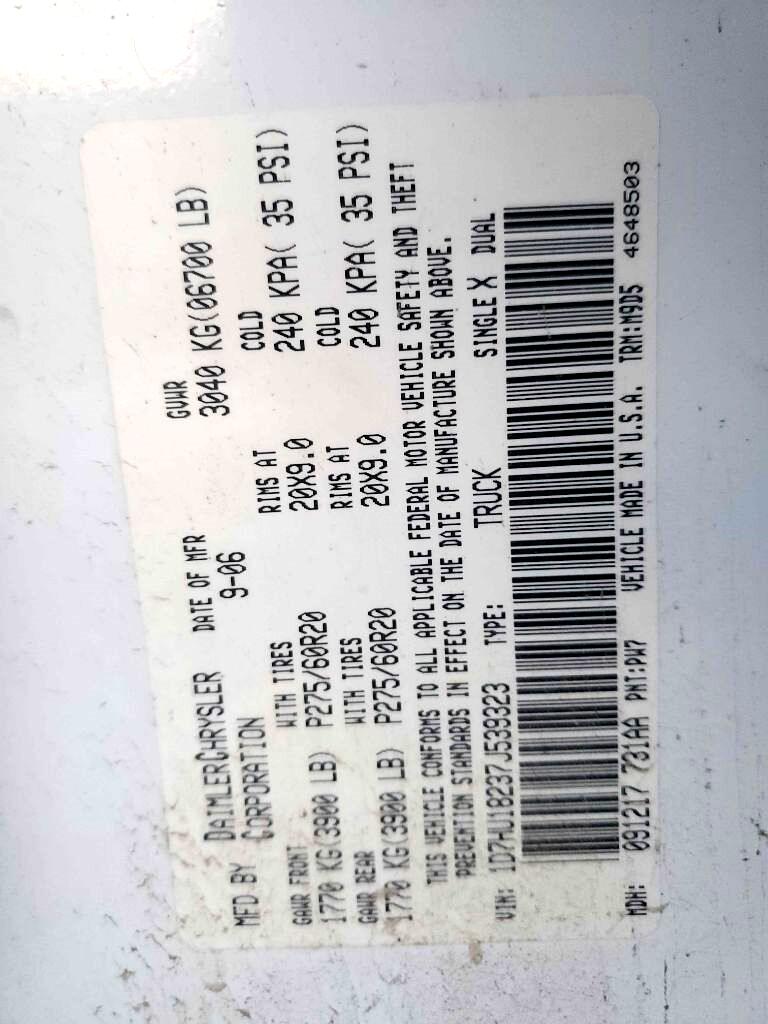 MFD BY DAIMLERCHRYSLER CORPORATION
DATE OF MFR 9-06
GVWR 3040 KG(06700 LB)
GAWR FRONT WITH TIRES RIMS AT COLD
1770 KG(3900 LB) P275/60R20 20X9.0 240 KPA( 35 PSI)
GAWR REAR WITH TIRES RIMS AT COLD
1770 KG(3900 LB) P275/60R20 20X9.0 240 KPA( 35 PSI)
THIS VEHICLE CONFORMS TO ALL APPLICABLE FEDERAL MOTOR VEHICLE SAFETY AND THEFT
PREVENTION STANDARDS IN EFFECT ON THE DATE OF MANUFACTURE SHOWN ABOVE.
VIN: 1D7HU18237J539323 TYPE: TRUCK SINGLE X DUAL
MDH: 091217 731AA PNT:PW7 VEHICLE MADE IN U.S.A. TRM:M9D5 4648503